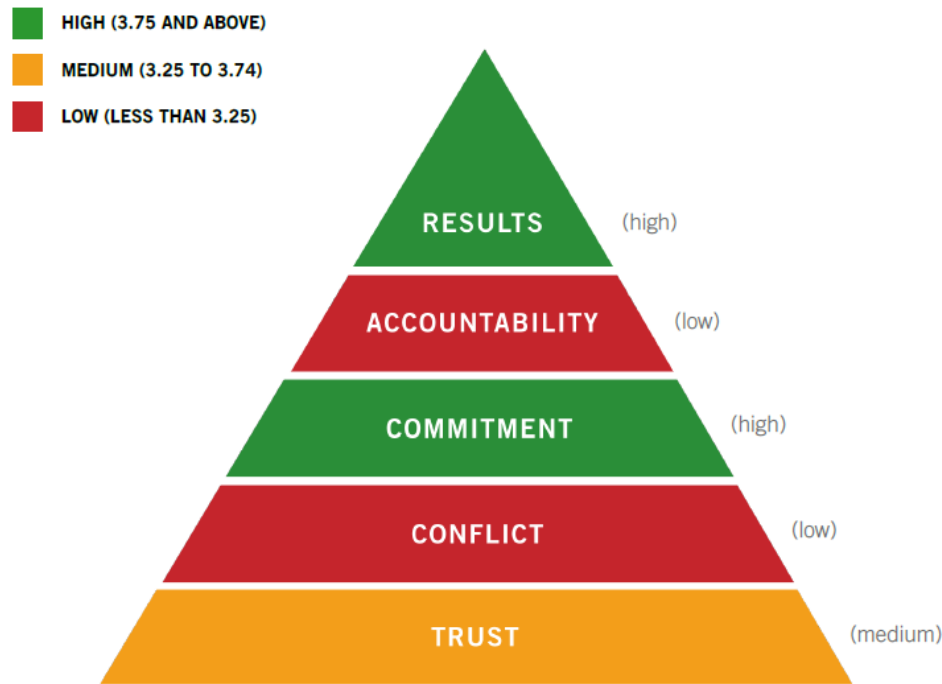 HIGH (3.75 AND ABOVE)
MEDIUM (3.25 TO 3.74)
LOW (LESS THAN 3.25)
RESULTS (high)
ACCOUNTABILITY (low)
COMMITMENT (high)
CONFLICT (low)
TRUST (medium)